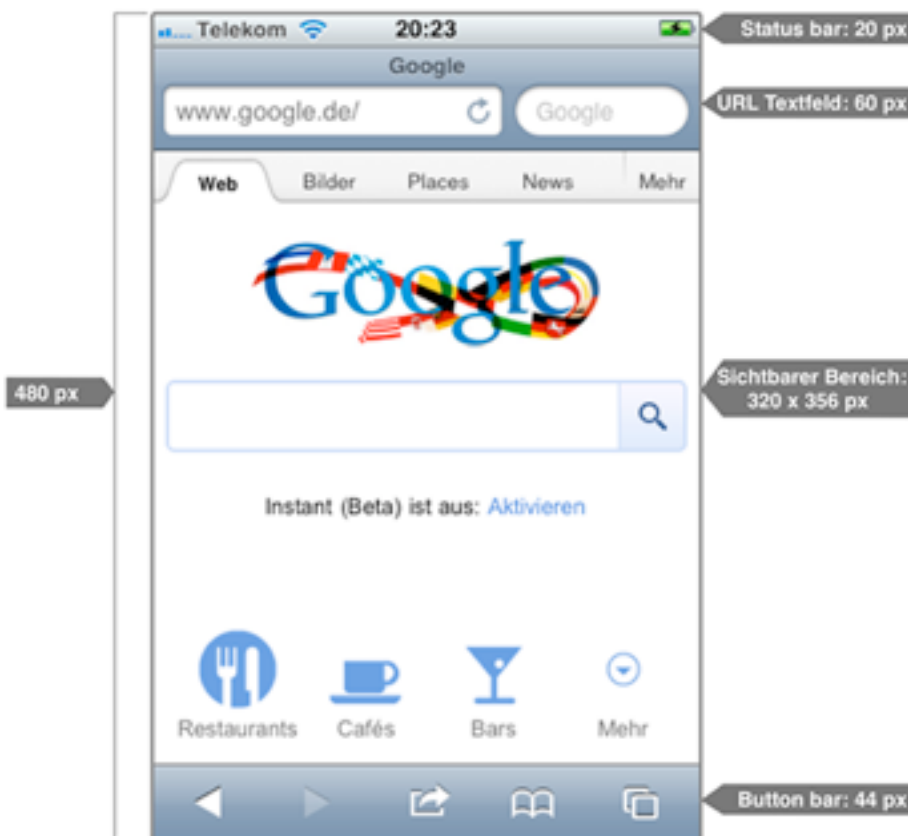 Telekom 20:23
Status bar: 20 px
Google
www.google.de/ Google
URL Textfeld: 60 px
Web Bilder Places News Mehr
Google
480 px
Sichtbarer Bereich:
320 x 356 px
Instant (Beta) ist aus: Aktivieren
Restaurants Cafés Bars Mehr
Button bar: 44 px